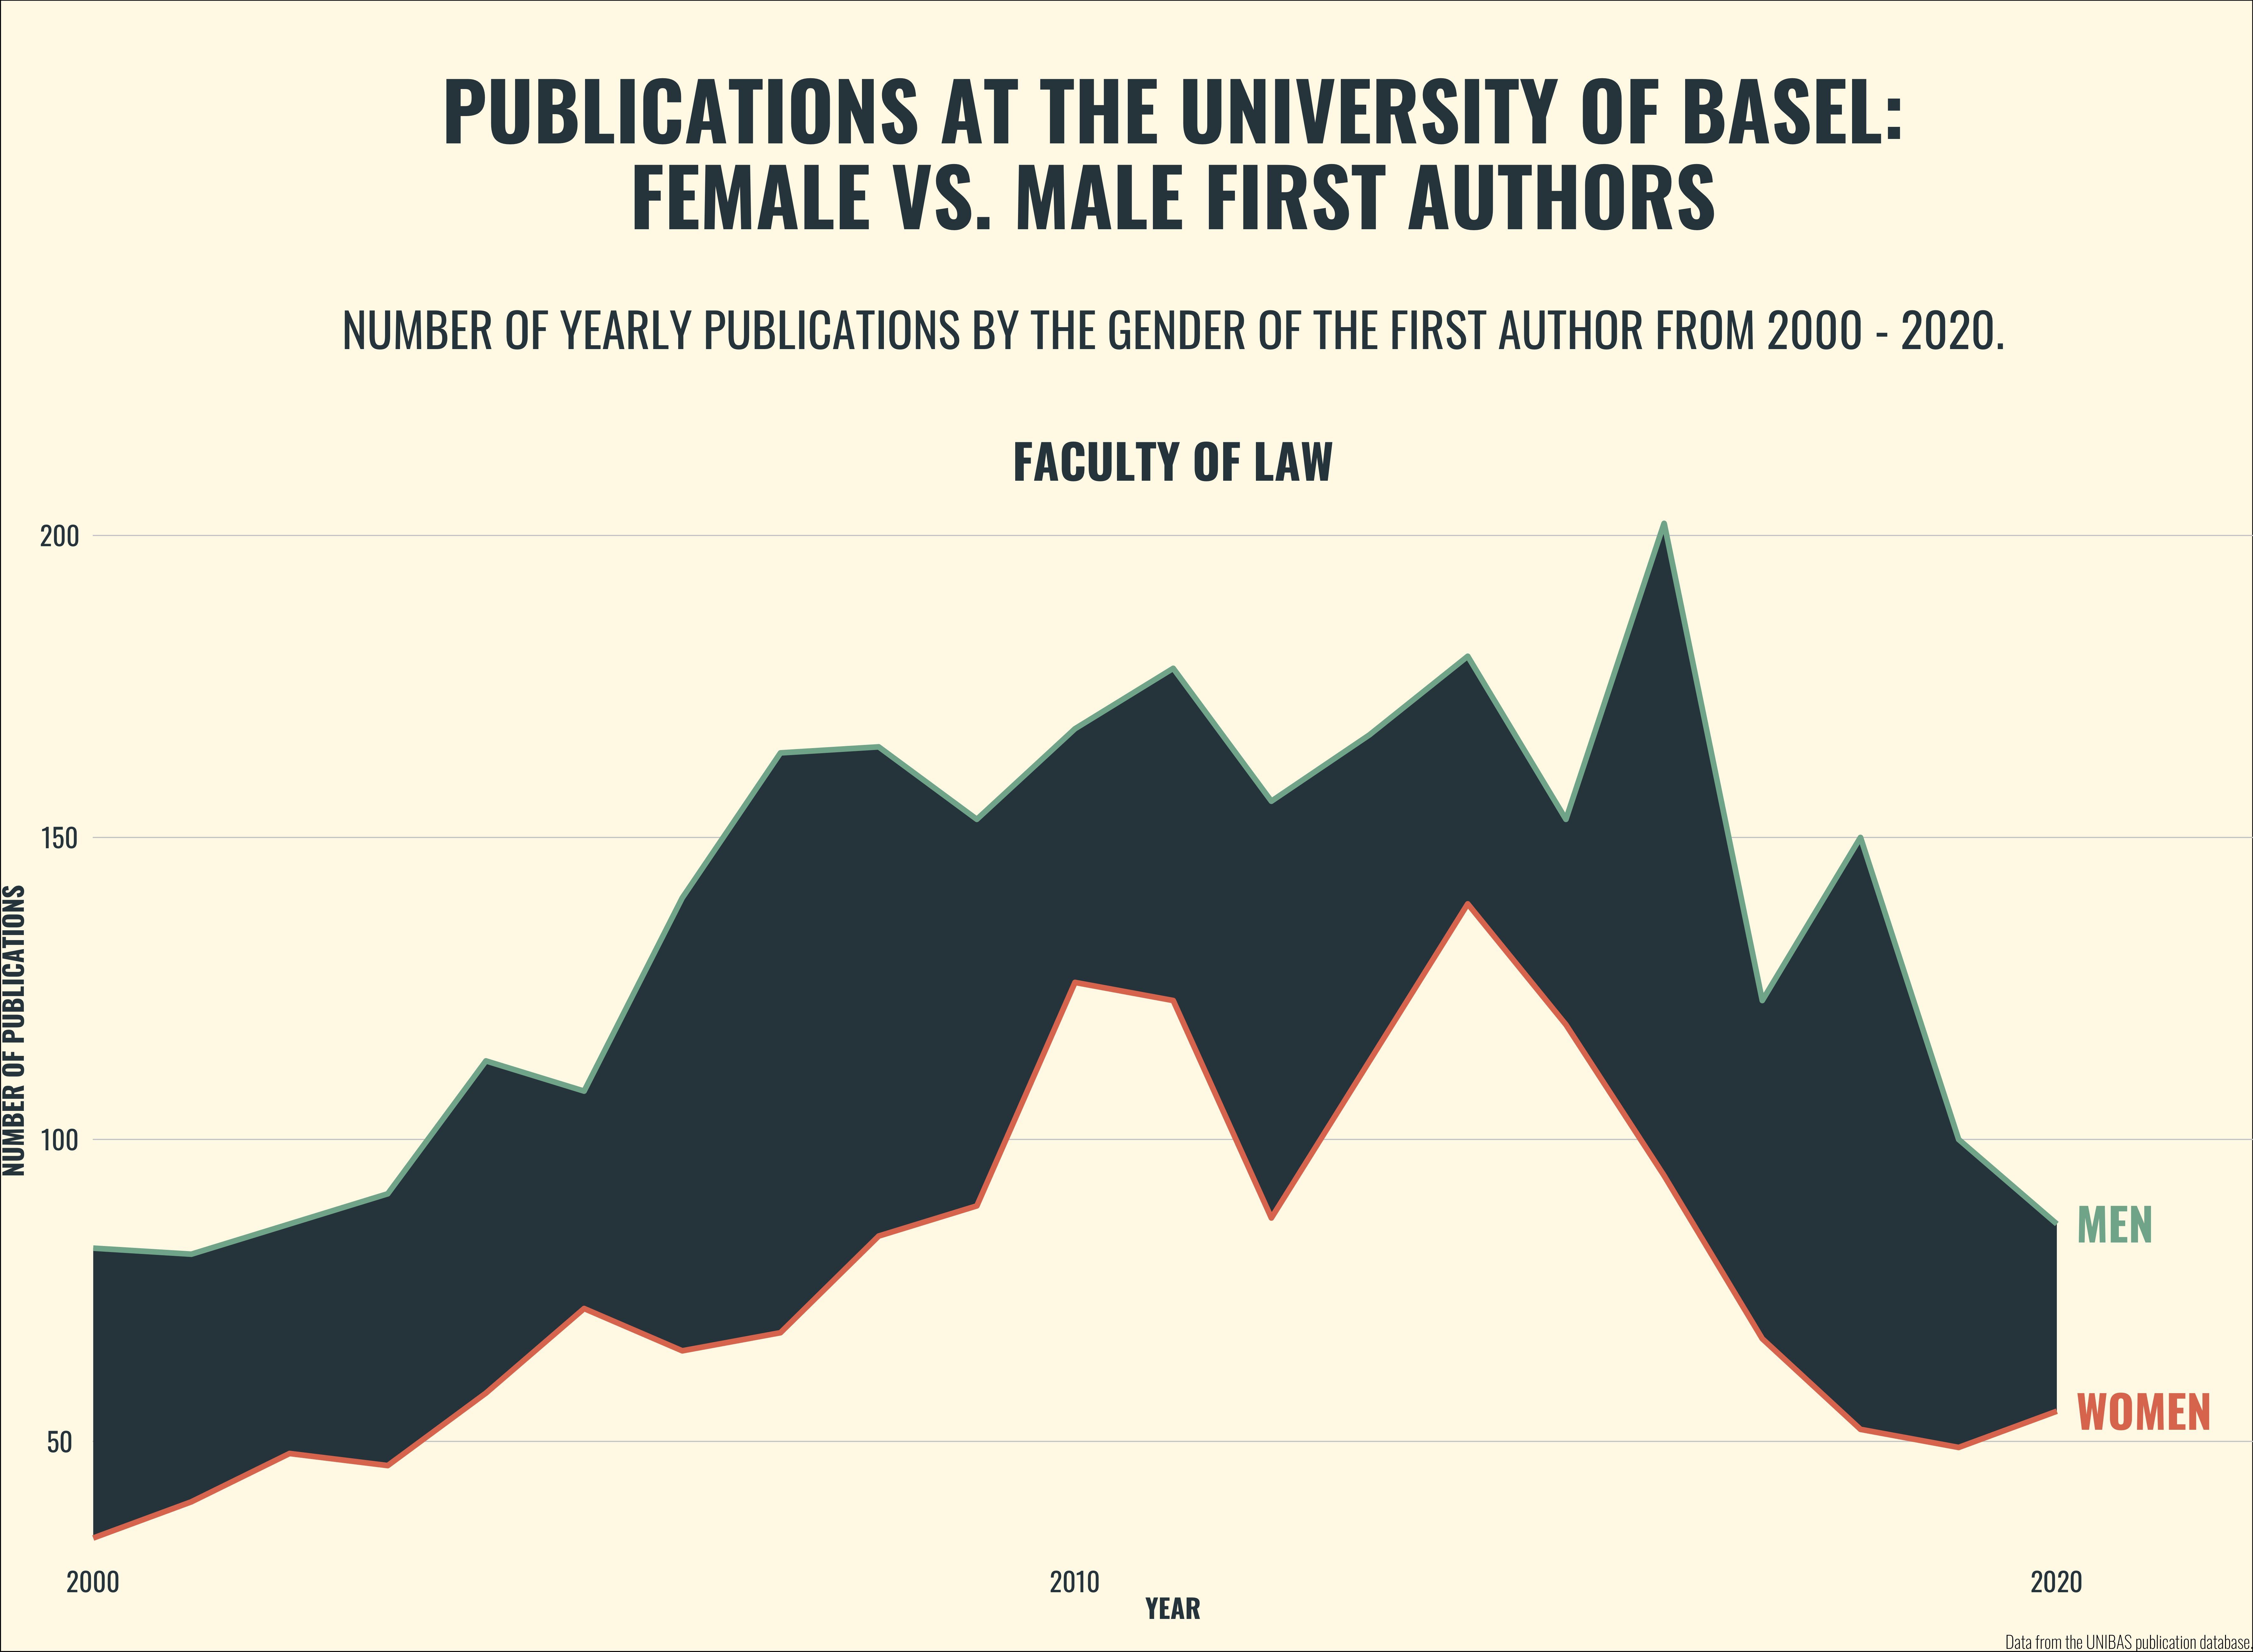 PUBLICATIONS AT THE UNIVERSITY OF BASEL:
FEMALE VS. MALE FIRST AUTHORS
NUMBER OF YEARLY PUBLICATIONS BY THE GENDER OF THE FIRST AUTHOR FROM 2000 - 2020.
FACULTY OF LAW
200
150
100
50
NUMBER OF PUBLICATIONS
MEN
WOMEN
2000
2010
2020
YEAR
Data from the UNIBAS publication database.